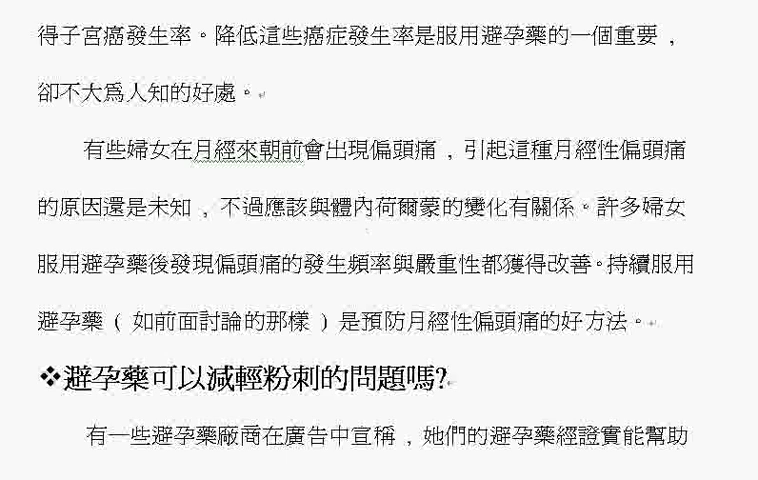 得子宮癌發生率。降低這些癌症發生率是服用避孕藥的一個重要，
卻不大為人知的好處。
有些婦女在月經來朝前會出現偏頭痛，引起這種月經性偏頭痛
的原因還是未知，不過應該與體內荷爾蒙的變化有關係。許多婦女
服用避孕藥後發現偏頭痛的發生頻率與嚴重性都獲得改善。持續服用
避孕藥（如前面討論的那樣）是預防月經性偏頭痛的好方法。
❖避孕藥可以減輕粉刺的問題嗎?
有一些避孕藥廠商在廣告中宣稱，她們的避孕藥經證實能幫助